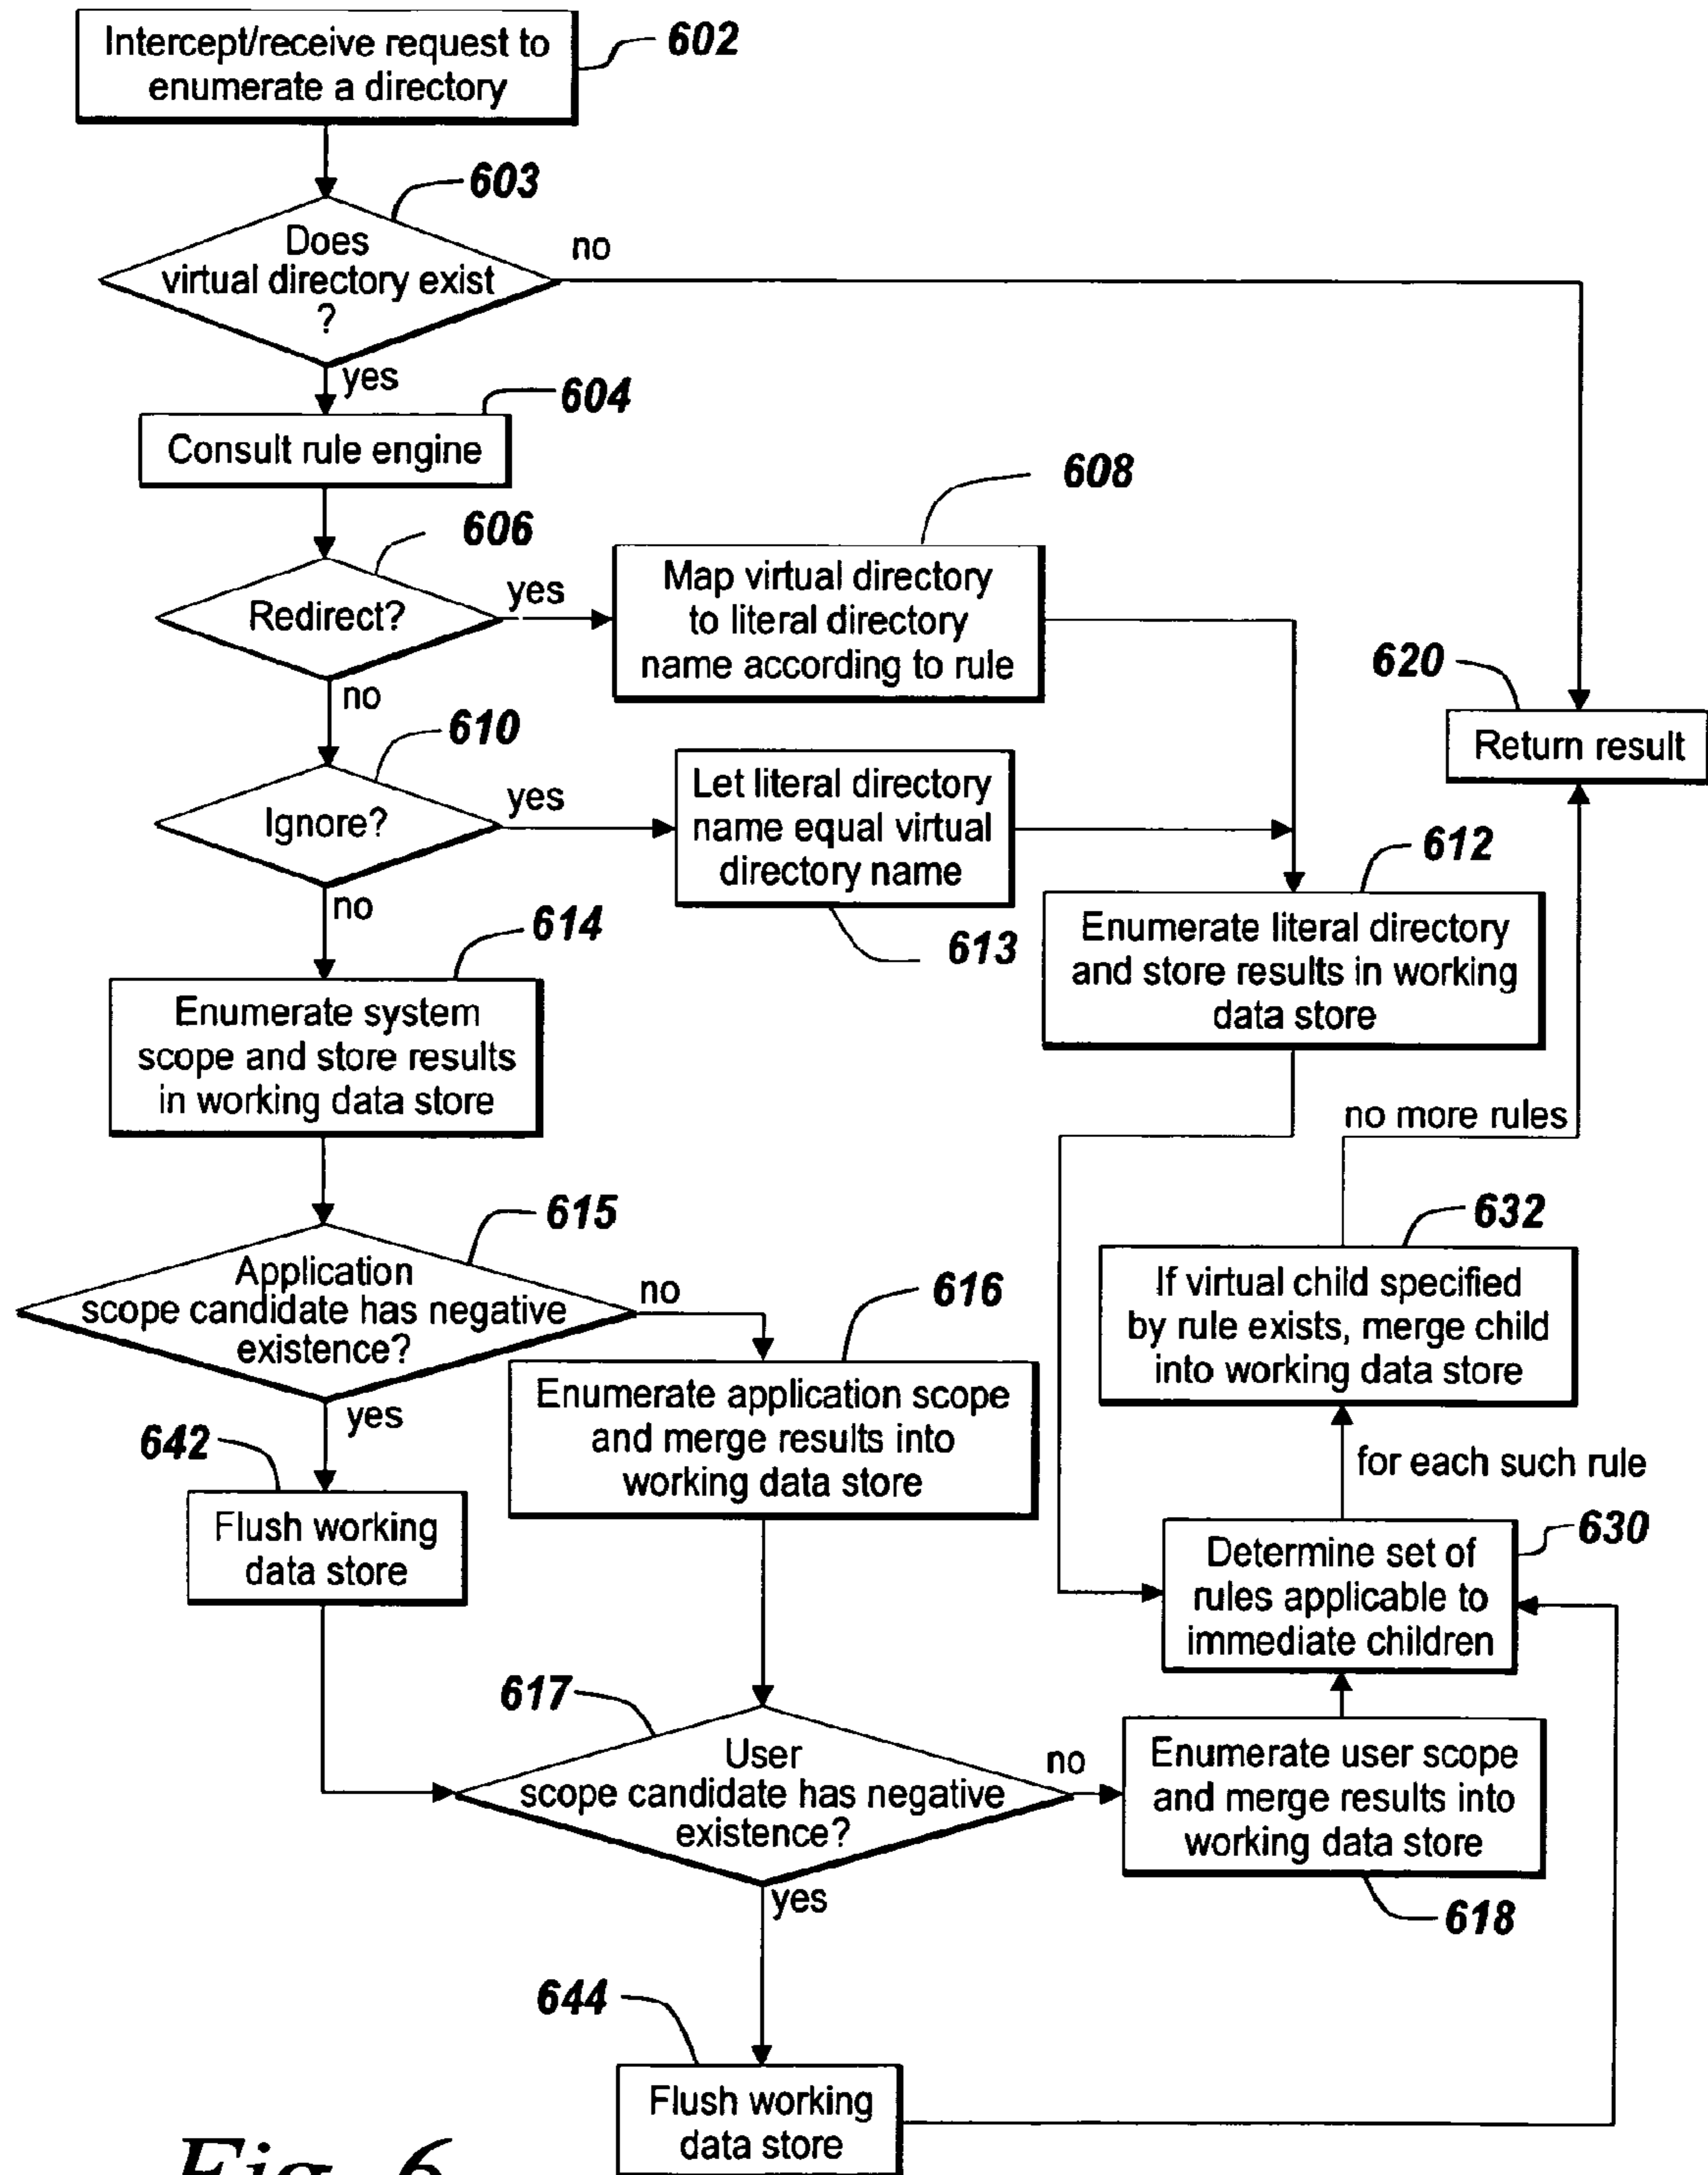 Intercept/receive request to
enumerate a directory
602
603
Does
virtual directory exist
?
no
yes
604
Consult rule engine
606
Redirect?
yes
no
608
Map virtual directory
to literal directory
name according to rule
620
Return result
610
Ignore?
yes
no
Let literal directory
name equal virtual
directory name
613
612
Enumerate literal directory
and store results in working
data store
614
Enumerate system
scope and store results
in working data store
no more rules
615
Application
scope candidate has negative
existence?
no
yes
616
Enumerate application scope
and merge results into
working data store
632
If virtual child specified
by rule exists, merge child
into working data store
for each such rule
642
Flush working
data store
630
Determine set of
rules applicable to
immediate children
617
User
scope candidate has negative
existence?
no
yes
Enumerate user scope
and merge results into
working data store
618
644
Flush working
data store
Fig. 6